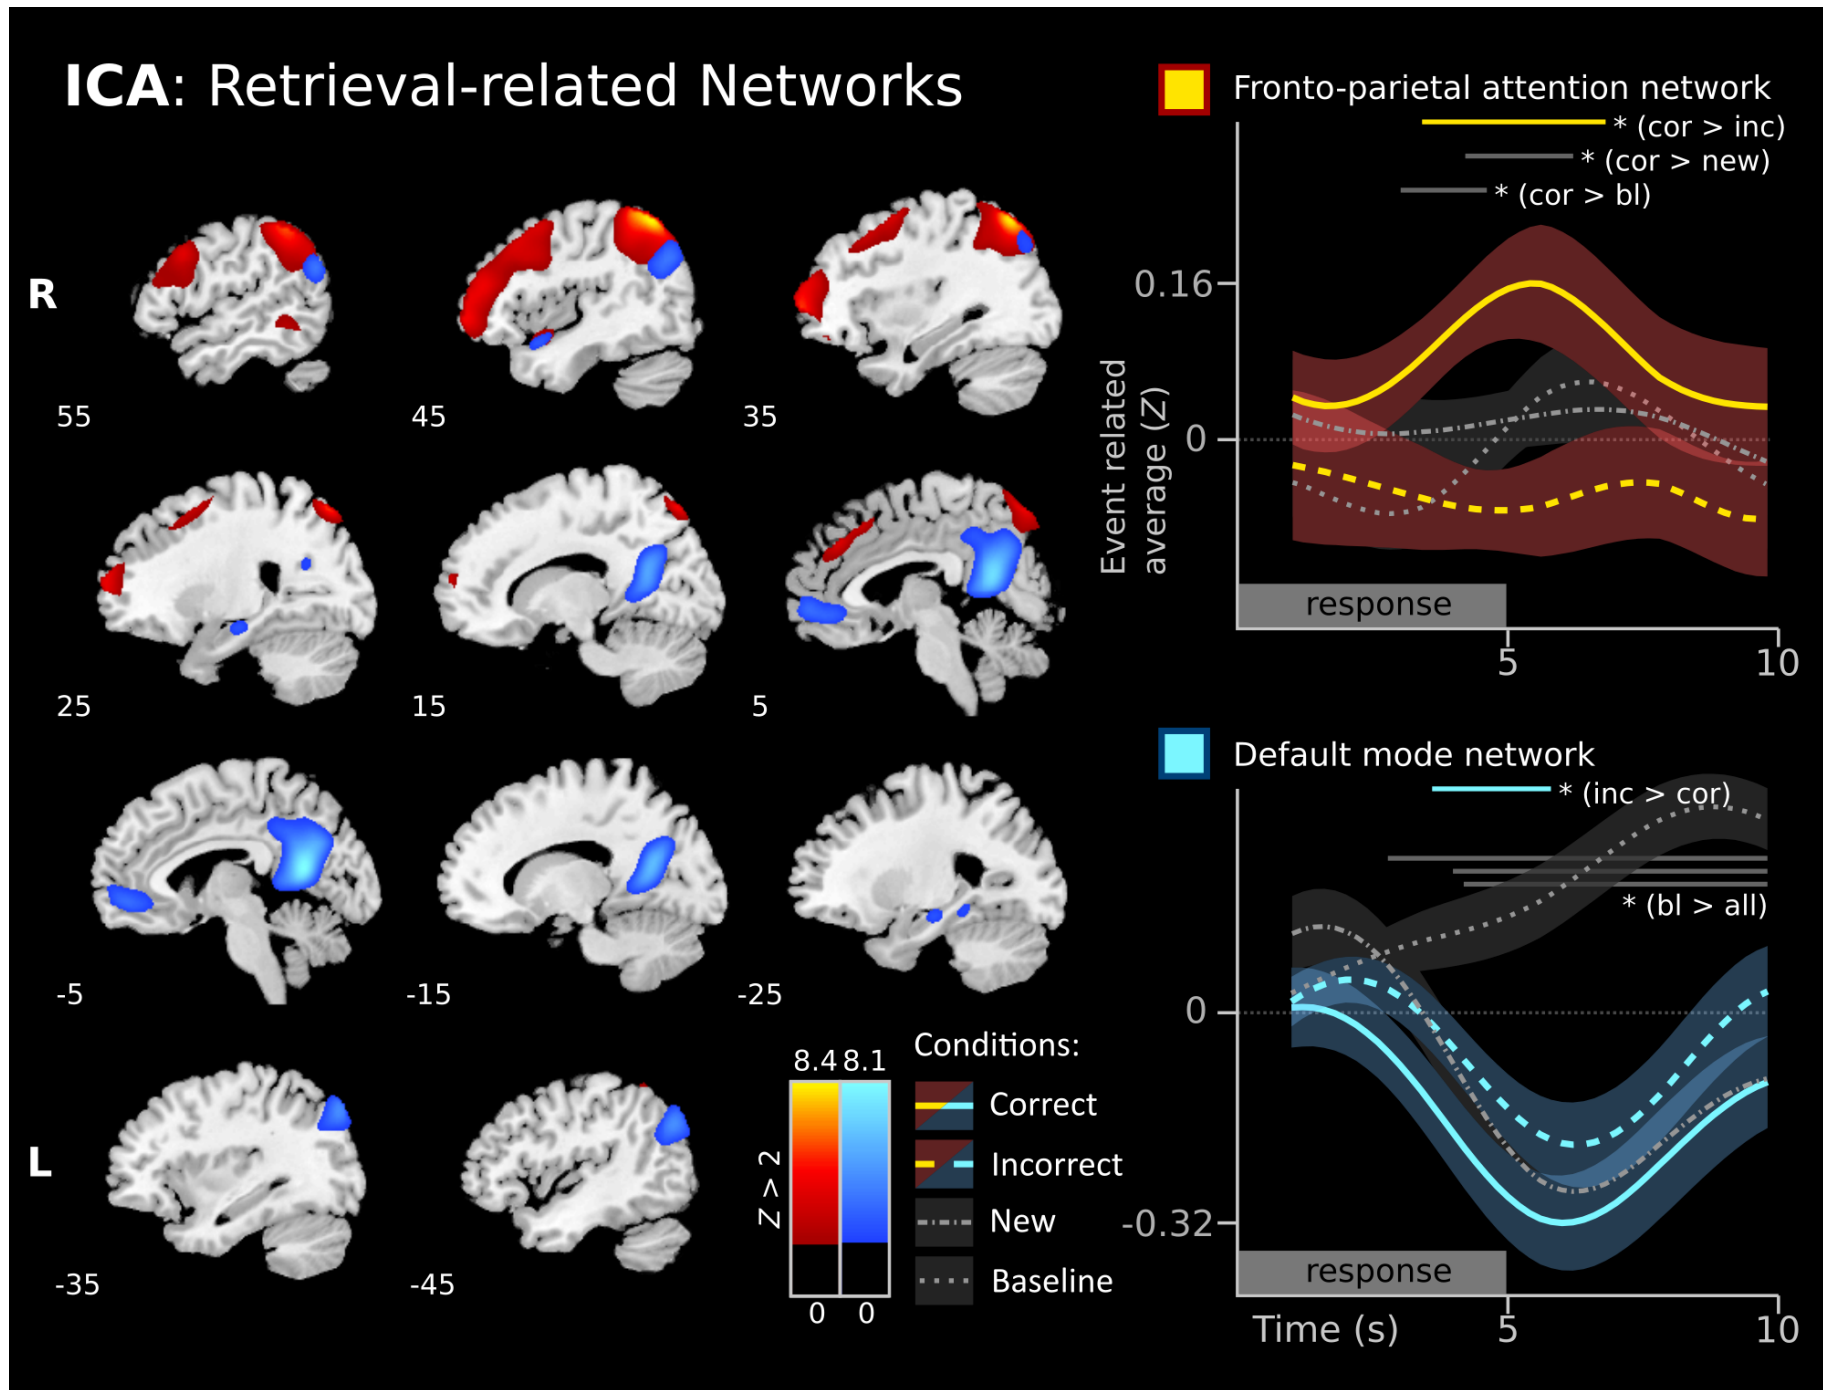 ICA: Retrieval-related Networks
R
55
45
35
25
15
5
-5
-15
-25
L
-35
-45
8.4 8.1
Z > 2
0 0
Conditions:
Correct
Incorrect
New
Baseline
Fronto-parietal attention network
* (cor > inc)
* (cor > new)
* (cor > bl)
0.16
0
Event related
average (Z)
response
5
10
Default mode network
* (inc > cor)
* (bl > all)
0
-0.32
response
Time (s)
5
10